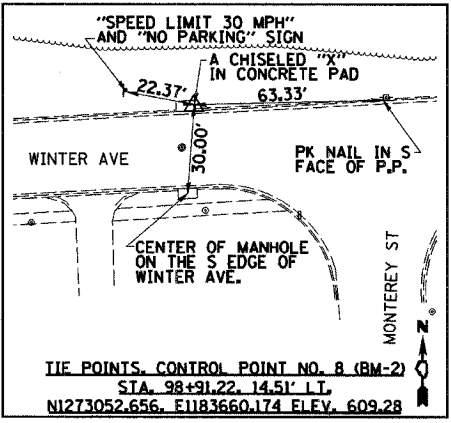 "SPEED LIMIT 30 MPH"
AND "NO PARKING" SIGN
A CHISELED "X"
IN CONCRETE PAD
22.37'
63.33'
30.00'
WINTER AVE
PK NAIL IN S
FACE OF P.P.
CENTER OF MANHOLE
ON THE S EDGE OF
WINTER AVE.
MONTEREY ST
N
TIE POINTS. CONTROL POINT NO. 8 (BM-2)
STA. 98+91.22. 14.51' LT.
N1273052.656. E1183660.174 ELEV. 609.28